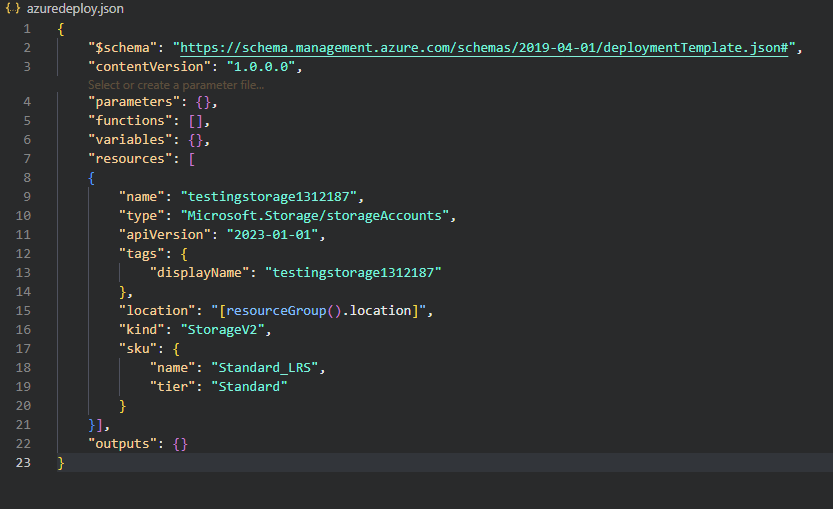 {..} azuredeploy.json
1 {
2 "$schema": "https://schema.management.azure.com/schemas/2019-04-01/deploymentTemplate.json#",
3 "contentVersion": "1.0.0.0",
Select or create a parameter file...
4 "parameters": {},
5 "functions": [],
6 "variables": {},
7 "resources": [
8 {
9 "name": "testingstorage1312187",
10 "type": "Microsoft.Storage/storageAccounts",
11 "apiVersion": "2023-01-01",
12 "tags": {
13 "displayName": "testingstorage1312187"
14 },
15 "location": "[resourceGroup().location]",
16 "kind": "StorageV2",
17 "sku": {
18 "name": "Standard_LRS",
19 "tier": "Standard"
20 }
21 }],
22 "outputs": {}
23 }